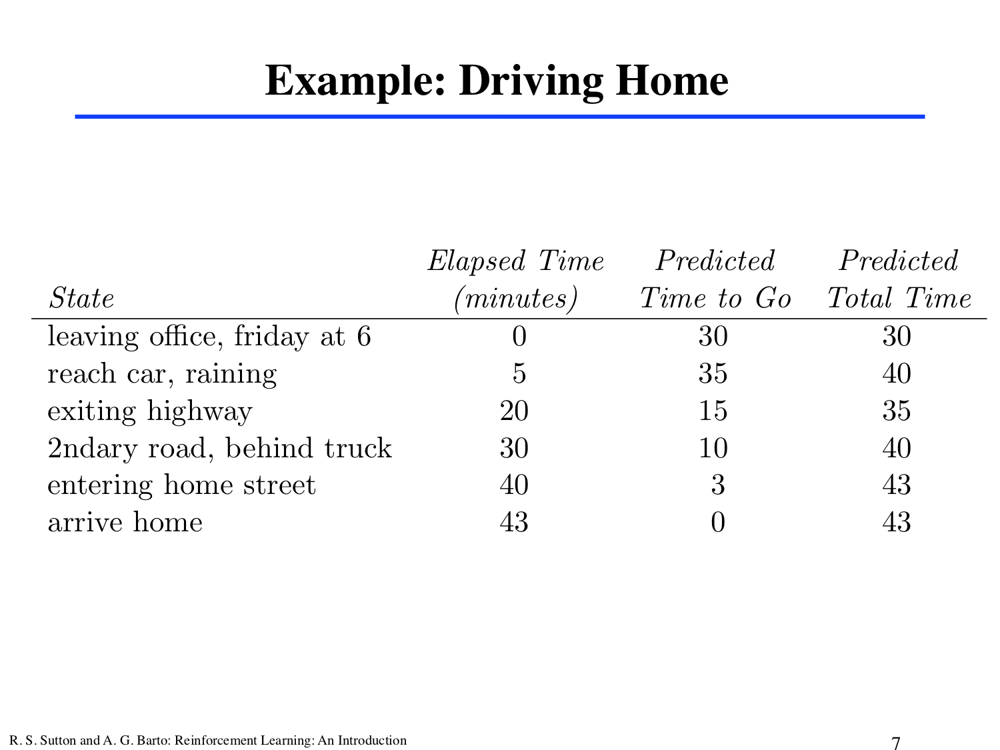 Example: Driving Home
Elapsed Time Predicted Predicted
State (minutes) Time to Go Total Time
leaving office, friday at 6 0 30 30
reach car, raining 5 35 40
exiting highway 20 15 35
2ndary road, behind truck 30 10 40
entering home street 40 3 43
arrive home 43 0 43
R. S. Sutton and A. G. Barto: Reinforcement Learning: An Introduction 7